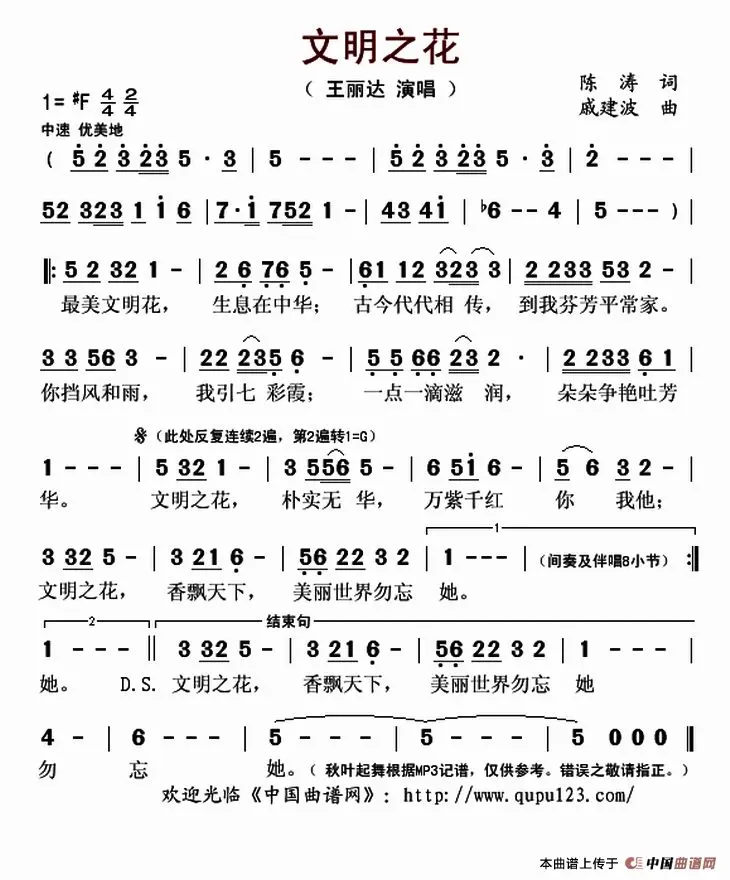 文明之花
( 王丽达 演唱 )
陈 涛 词
戚建波 曲
1= #F 4/4 2/4
中速 优美地
( 5 2 3 23 5 · 3 | 5 - - - | 5 2 3 23 5 · 3 | 2 - - - |
52 323 1 1 6 | 7 · 1 752 1 - | 43 41 | ♭6 - - 4 | 5 - - - ) |
‖: 5 2 32 1 - | 2 6 76 5 - | 61 12 323 3 | 2 233 53 2 - |
最美文明花， 生息在中华； 古今代代相 传， 到我芬芳平常家。
3 3 56 3 - | 22 235 6 - | 5 5 66 23 2 · | 2 233 6 1 |
你挡风和雨， 我引七 彩霞； 一点一滴滋 润， 朵朵争艳吐芳
𝄋 (此处反复连续2遍，第2遍转1=G)
1 - - - | 5 32 1 - | 3 556 5 - | 6 51 6 - | 5 6 3 2 - |
华。 文明之花， 朴实无 华， 万紫千红 你 我他；
1
3 32 5 - | 3 21 6 - | 56 22 3 2 | 1 - - - | (间奏及伴唱8小节) :‖
文明之花， 香飘天下， 美丽世界勿忘 她。
2 结束句
1 - - - ‖ 3 32 5 - | 3 21 6 - | 56 22 3 2 | 1 - - - |
她。 D.S. 文明之花， 香飘天下， 美丽世界勿忘 她
4 - | 6 - | 5 - - - | 5 - - - | 5 0 0 0 ‖
勿 忘 她。 ( 秋叶起舞根据MP3记谱，仅供参考。错误之敬请指正。)
欢迎光临《中国曲谱网》: http://www.qupu123.com/
本曲谱上传于 中国曲谱网